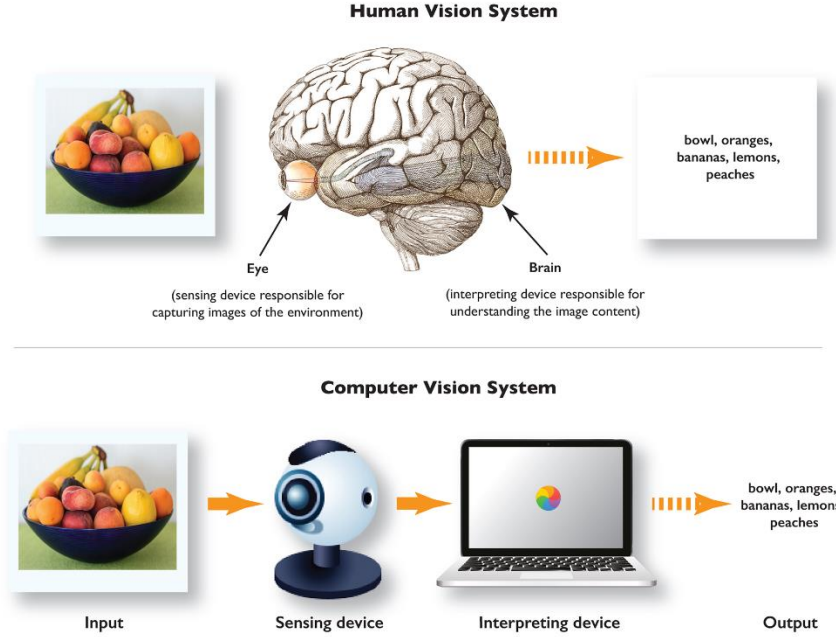 Human Vision System
bowl, oranges,
bananas, lemons,
peaches
Eye
(sensing device responsible for
capturing images of the environment)
Brain
(interpreting device responsible for
understanding the image content)
Computer Vision System
bowl, oranges,
bananas, lemons
peaches
Input
Sensing device
Interpreting device
Output